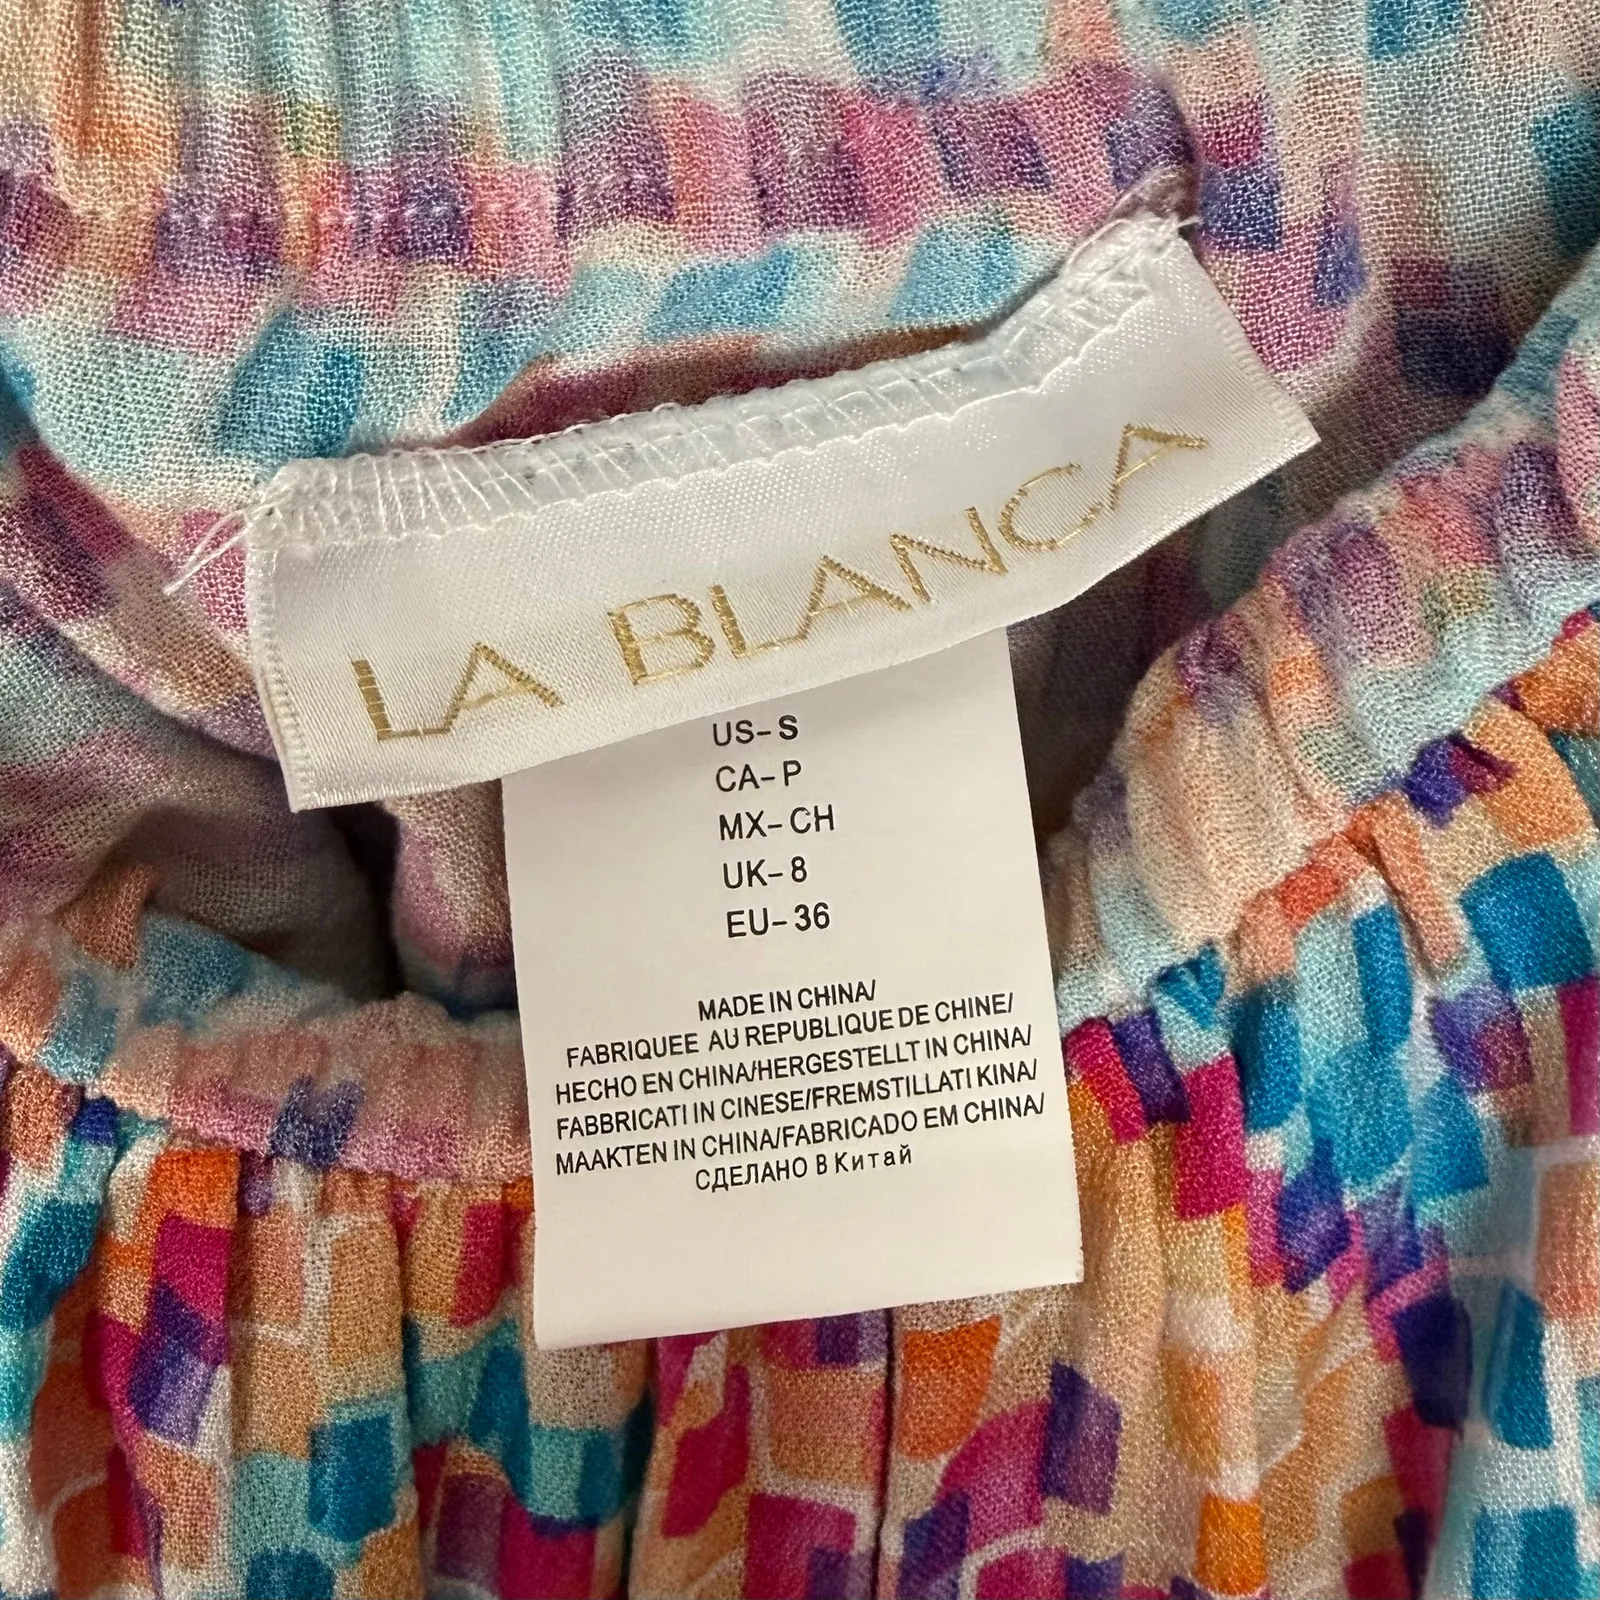 LA BLANCA
US-S
CA-P
MX-CH
UK-8
EU-36
MADE IN CHINA/
FABRIQUEE AU REPUBLIQUE DE CHINE/
HECHO EN CHINA/HERGESTELLT IN CHINA/
FABBRICATI IN CINESE/FREMSTILLATI KINA/
MAAKTEN IN CHINA/FABRICADO EM CHINA/
СДЕЛАНО В Китай